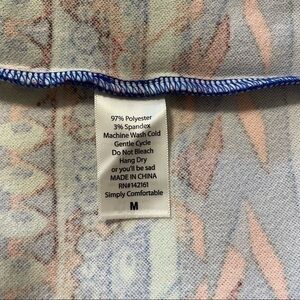 97% Polyester
3% Spandex
Machine Wash Cold
Gentle Cycle
Do Not Bleach
Hang Dry
or you'll be sad
MADE IN CHINA
RN#142161
Simply Comfortable
M